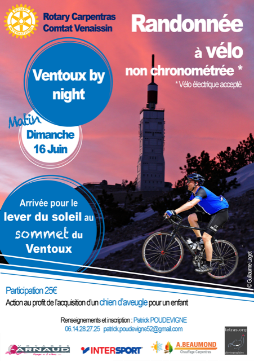 Rotary Carpentras
Comtat Venaissin
Randonnée
à vélo
non chronométrée *
* Vélo électrique accepté
Ventoux by
night
Matin
Dimanche
16 Juin
Arrivée pour le
lever du soleil au
sommet du
Ventoux
© Guillaume Laget
Participation 25€
Action au profit de l'acquisition d'un chien d'aveugle pour un enfant
Renseignements et inscription : Patrick POUDEVIGNE
06.14.28.27.25 patrick.poudevigne52@gmail.com
ARNAUD
INTERSPORT
A.BEAUMOND